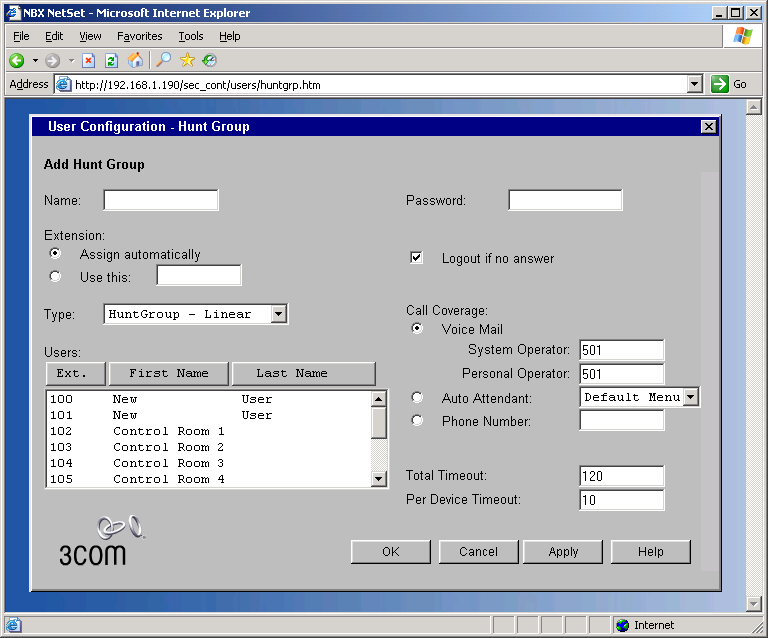 NBX NetSet - Microsoft Internet Explorer
File Edit View Favorites Tools Help
Address http://192.168.1.190/sec_cont/users/huntgrp.htm Go
User Configuration - Hunt Group
Add Hunt Group
Name:
Password:
Extension:
Assign automatically
Use this:
Logout if no answer
Type: HuntGroup - Linear
Call Coverage:
Voice Mail
System Operator: 501
Personal Operator: 501
Auto Attendant: Default Menu
Phone Number:
Users:
Ext. First Name Last Name
100 New User
101 New User
102 Control Room 1
103 Control Room 2
104 Control Room 3
105 Control Room 4
Total Timeout: 120
Per Device Timeout: 10
3COM
OK Cancel Apply Help
Internet